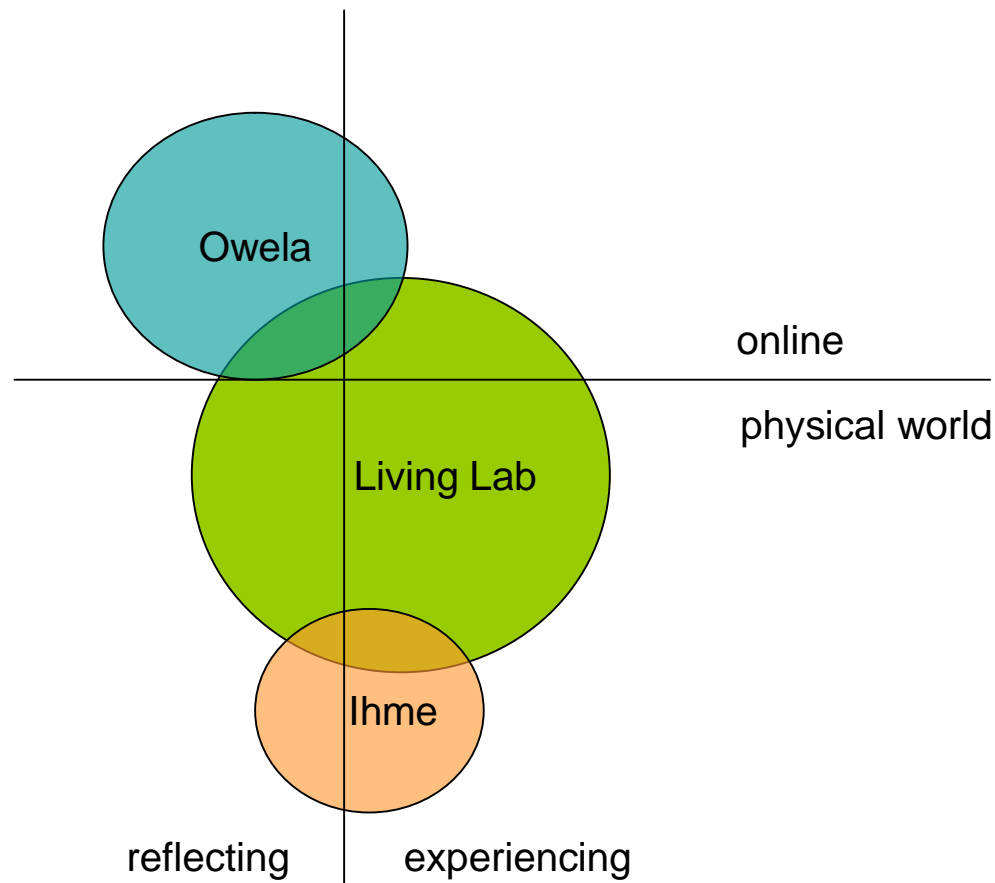 Owela
online
physical world
Living Lab
Ihme
reflecting
experiencing